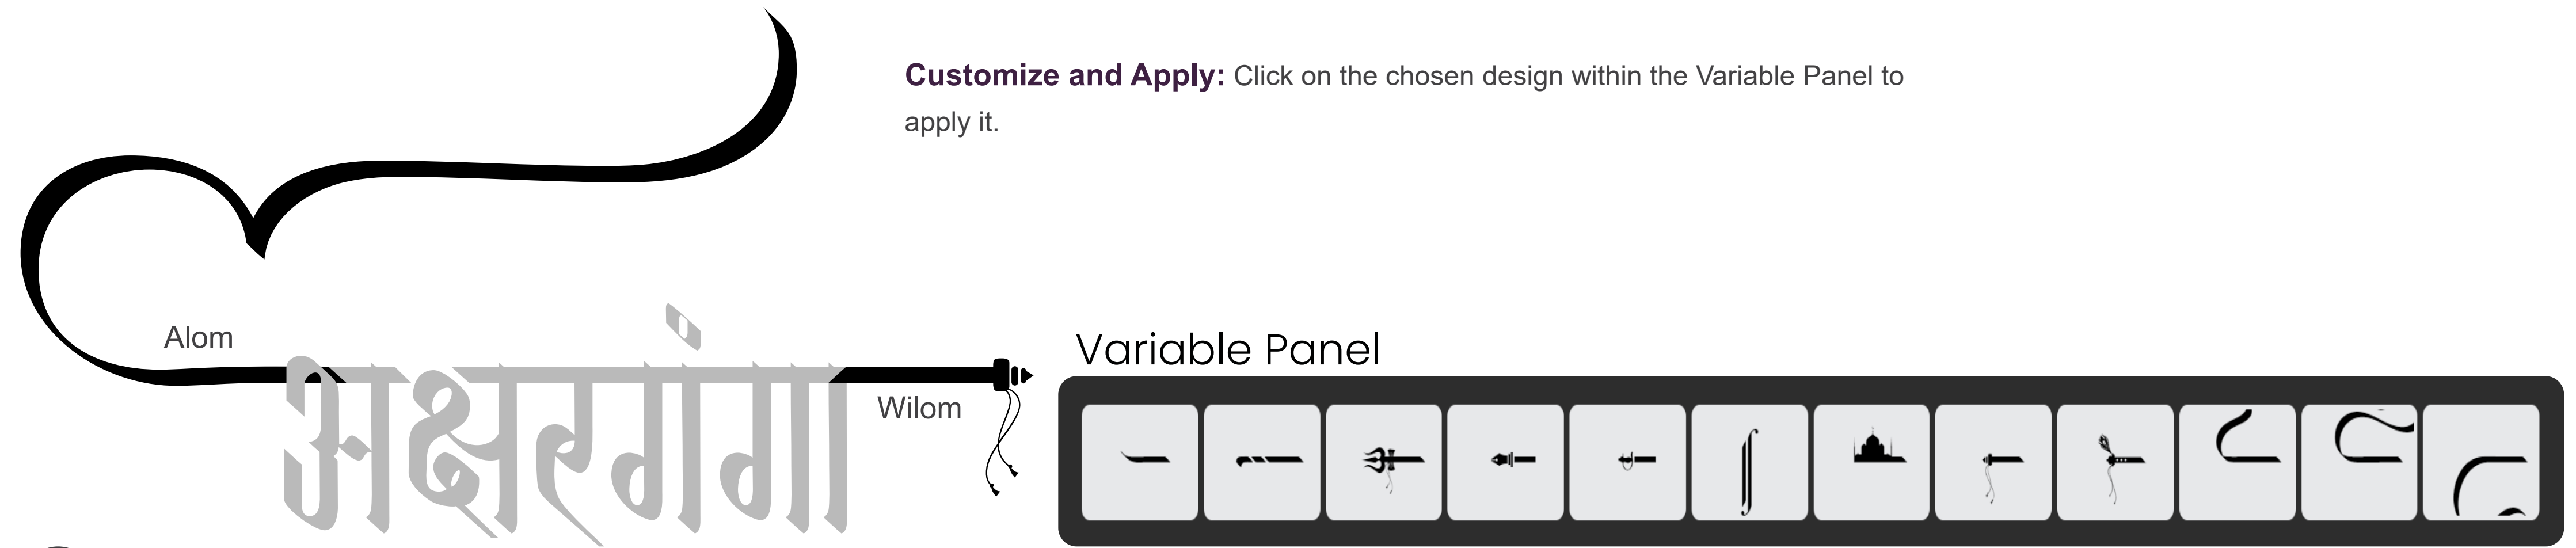 Customize and Apply: Click on the chosen design within the Variable Panel to
apply it.
Alom
अक्षरगंगा
Wilom
Variable Panel